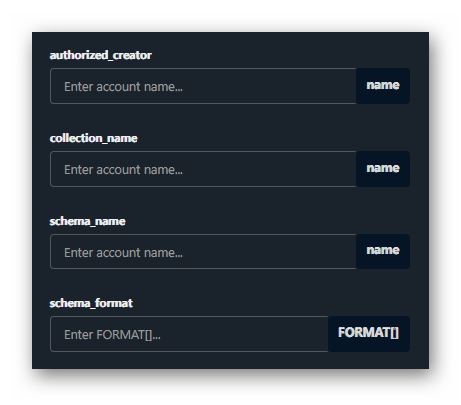 authorized_creator
Enter account name... name
collection_name
Enter account name... name
schema_name
Enter account name... name
schema_format
Enter FORMAT[]... FORMAT[]